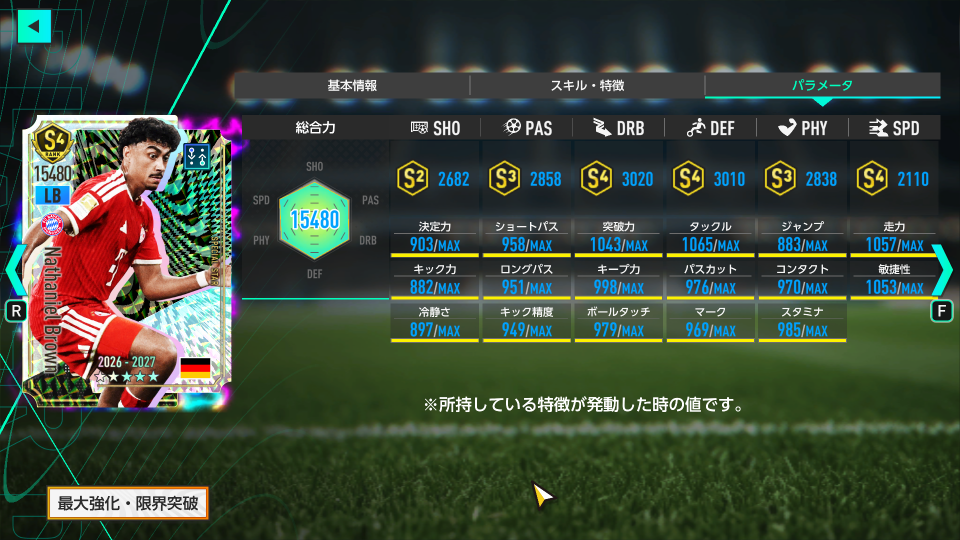 基本情報
スキル・特徴
パラメータ
総合力
SHO
PAS
DRB
DEF
PHY
SPD
S4
RANK
15480
LB
Nathaniel Brown
SPECIAL STAGE
2026 - 2027
SHO
SPD
PAS
15480
PHY
DRB
DEF
S2 2682
S3 2858
S4 3020
S4 3010
S3 2838
S4 2110
決定力
903/MAX
ショートパス
958/MAX
突破力
1043/MAX
タックル
1065/MAX
ジャンプ
883/MAX
走力
1057/MAX
キック力
882/MAX
ロングパス
951/MAX
キープ力
998/MAX
パスカット
976/MAX
コンタクト
970/MAX
敏捷性
1053/MAX
冷静さ
897/MAX
キック精度
949/MAX
ボールタッチ
979/MAX
マーク
969/MAX
スタミナ
985/MAX
R
F
※所持している特徴が発動した時の値です。
最大強化・限界突破